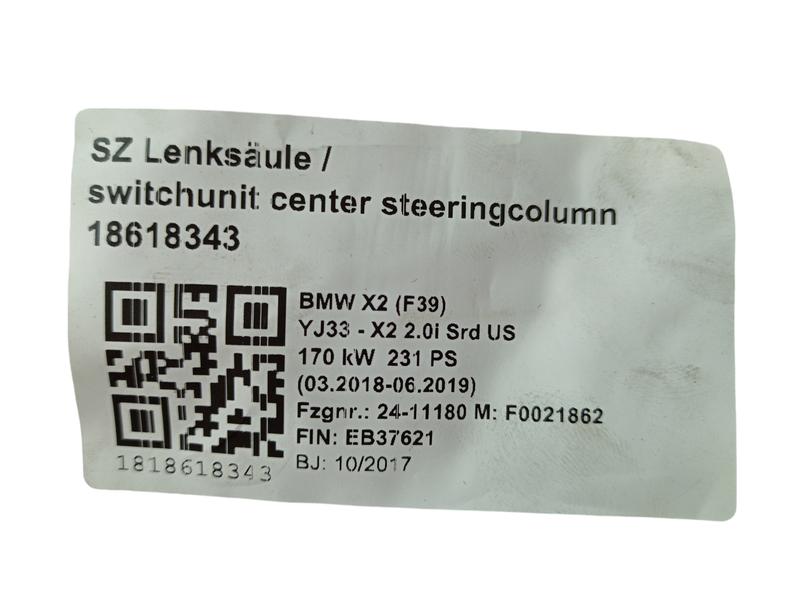 SZ Lenksäule /
switchunit center steeringcolumn
18618343
BMW X2 (F39)
YJ33 - X2 2.0i Srd US
170 kW 231 PS
(03.2018-06.2019)
Fzgnr.: 24-11180 M: F0021862
FIN: EB37621
BJ: 10/2017
1818618343